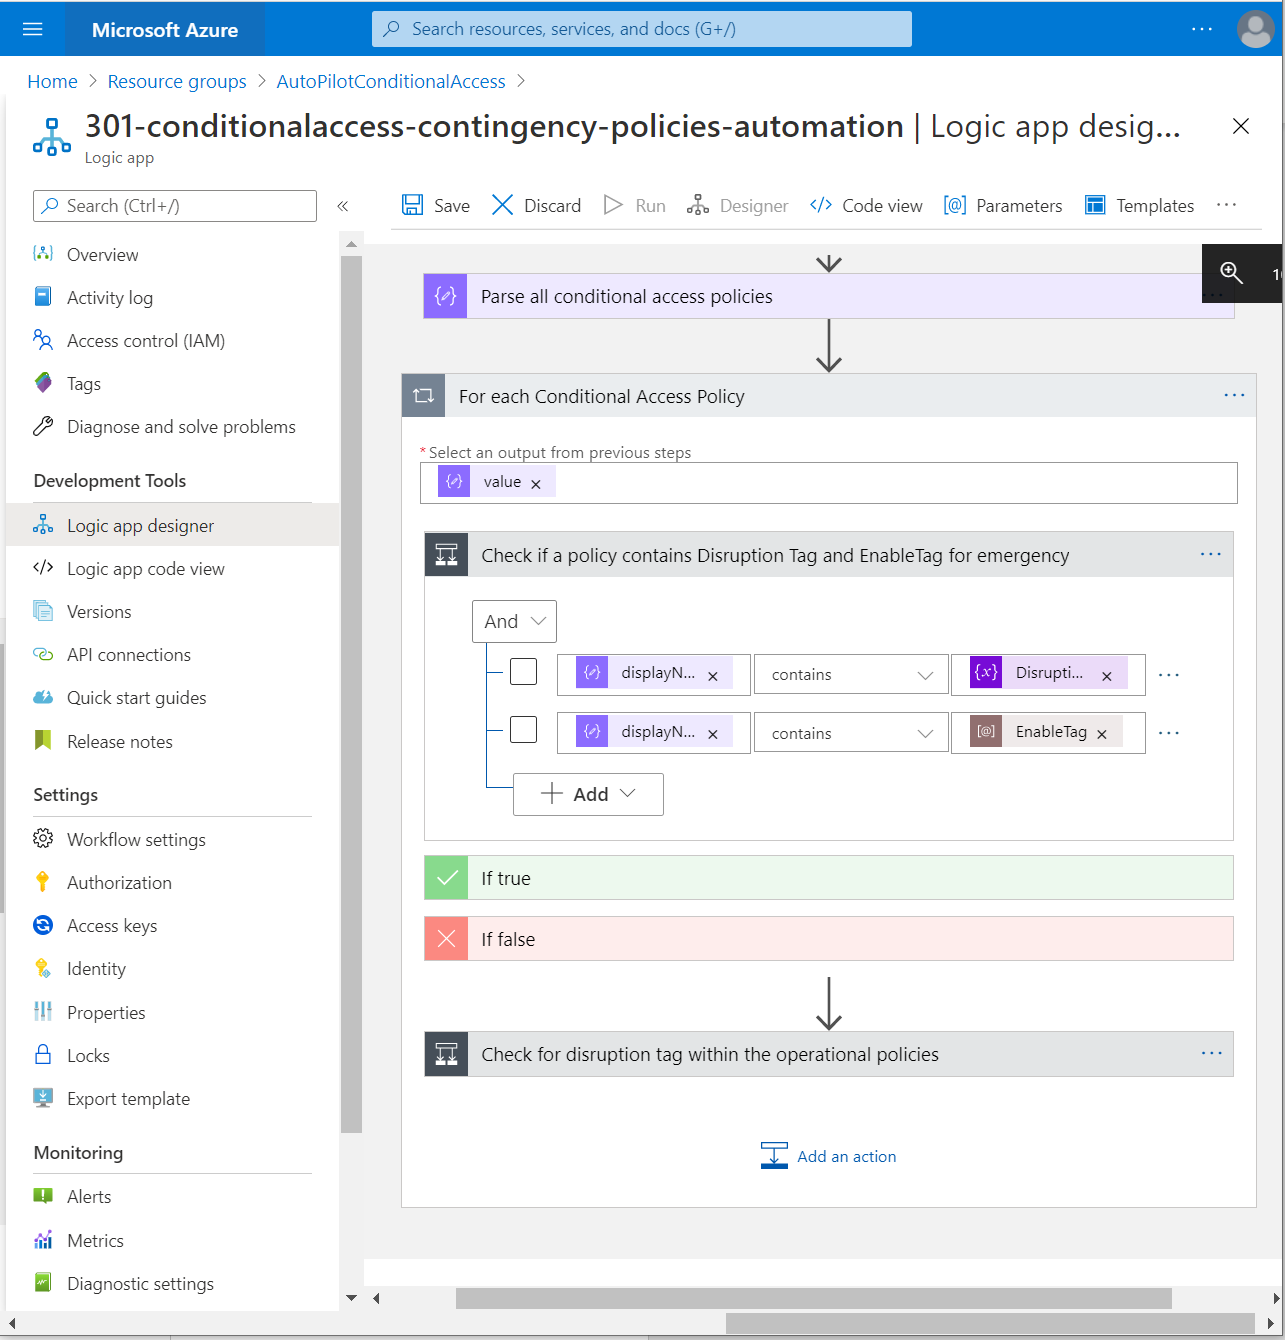 Microsoft Azure
Search resources, services, and docs (G+/)
Home > Resource groups > AutoPilotConditionalAccess >
301-conditionalaccess-contingency-policies-automation | Logic app desig...
Logic app
Search (Ctrl+/)
«
Save
Discard
Run
Designer
Code view
Parameters
Templates
Overview
Activity log
Access control (IAM)
Tags
Diagnose and solve problems
Development Tools
Logic app designer
Logic app code view
Versions
API connections
Quick start guides
Release notes
Settings
Workflow settings
Authorization
Access keys
Identity
Properties
Locks
Export template
Monitoring
Alerts
Metrics
Diagnostic settings
Parse all conditional access policies
For each Conditional Access Policy
*Select an output from previous steps
value
Check if a policy contains Disruption Tag and EnableTag for emergency
And
displayN... contains Disrupti...
displayN... contains EnableTag
Add
If true
If false
Check for disruption tag within the operational policies
Add an action